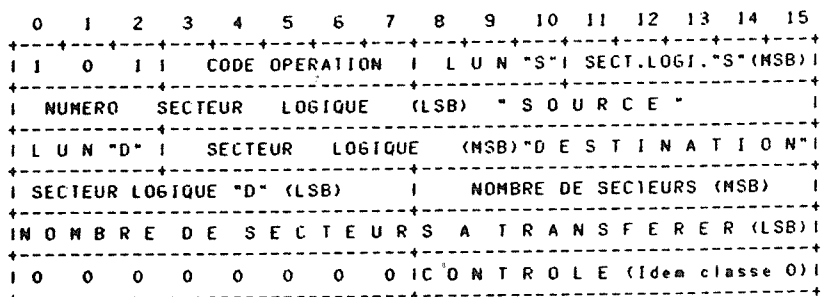 0 1 2 3 4 5 6 7 8 9 10 11 12 13 14 15
+---+---+---+---+---+---+---+---+---+---+---+---+---+---+---+---+
I 1 0 1 I CODE OPERATION I L U N "S"I SECT.LOGI."S"(MSB)I
I NUMERO SECTEUR LOGIQUE (LSB) " S O U R C E " I
I L U N "D" I SECTEUR LOGIQUE (MSB)"D E S T I N A T I O N"I
I SECTEUR LOGIQUE "D" (LSB) I NOMBRE DE SECTEURS (MSB) I
IN O M B R E D E S E C T E U R S A T R A N S F E R E R (LSB)I
I 0 0 0 0 0 0 0 0 IC O N T R O L E (Idem classe 0)I